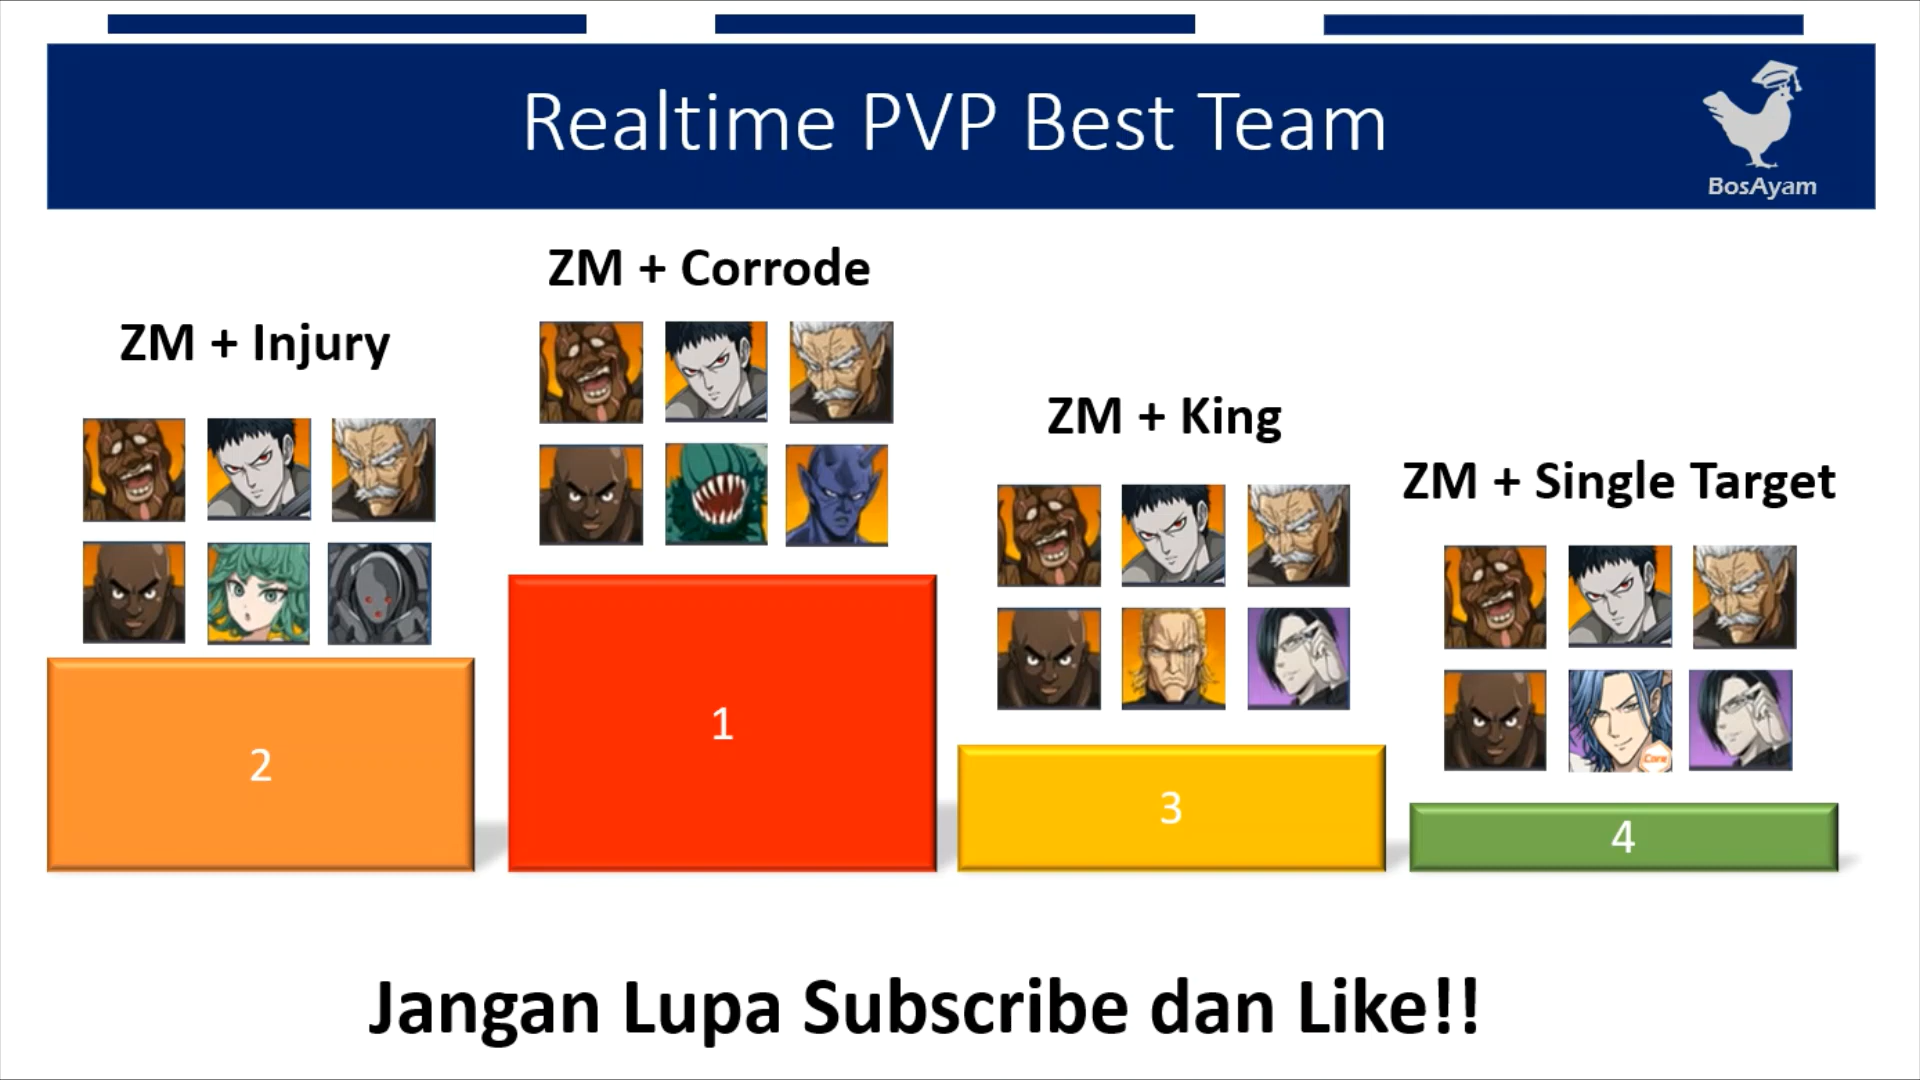 Realtime PVP Best Team
BosAyam
ZM + Injury
ZM + Corrode
ZM + King
ZM + Single Target
Core
2
1
3
4
Jangan Lupa Subscribe dan Like!!